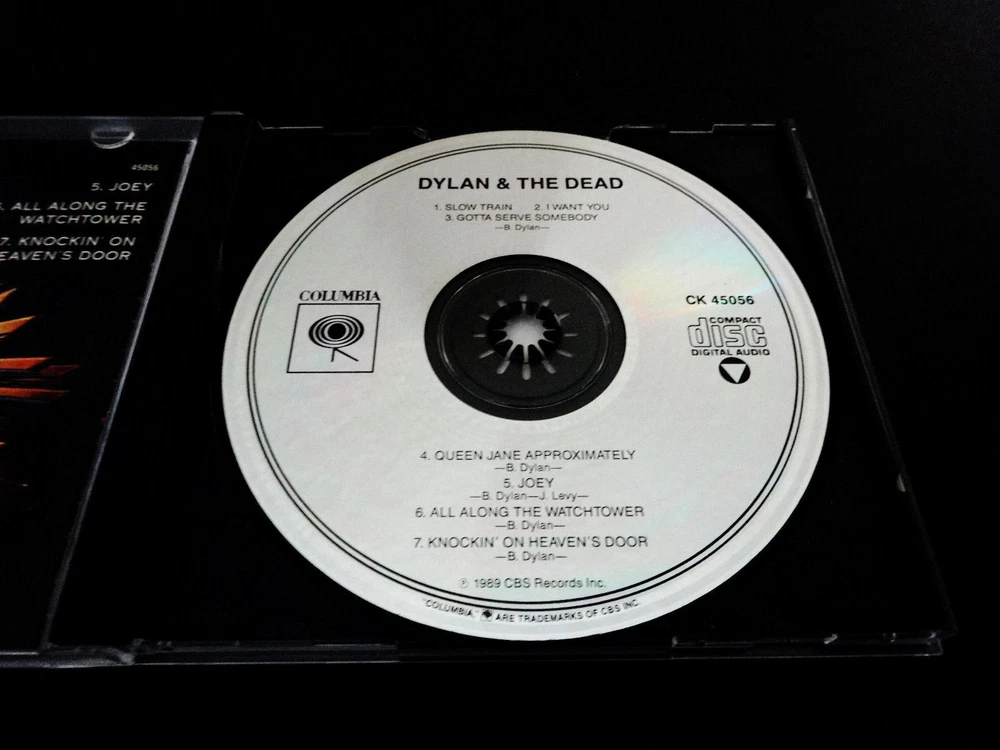 45056
5. JOEY
6. ALL ALONG THE
WATCHTOWER
7. KNOCKIN' ON
HEAVEN'S DOOR
DYLAN & THE DEAD
1. SLOW TRAIN 2. I WANT YOU
3. GOTTA SERVE SOMEBODY
—B. Dylan—
COLUMBIA
CK 45056
COMPACT
disc
DIGITAL AUDIO
4. QUEEN JANE APPROXIMATELY
—B. Dylan—
5. JOEY
—B. Dylan—J. Levy—
6. ALL ALONG THE WATCHTOWER
—B. Dylan—
7. KNOCKIN' ON HEAVEN'S DOOR
—B. Dylan—
℗ 1989 CBS Records Inc.
"COLUMBIA," ARE TRADEMARKS OF CBS INC.